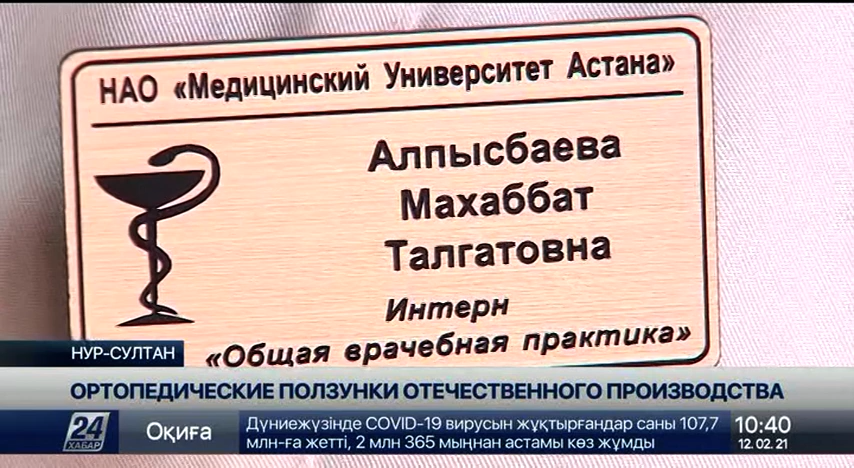 НАО «Медицинский Университет Астана»
Алпысбаева
Махаббат
Талгатовна
Интерн
«Общая врачебная практика»
НУР-СУЛТАН
ОРТОПЕДИЧЕСКИЕ ПОЛЗУНКИ ОТЕЧЕСТВЕННОГО ПРОИЗВОДСТВА
24
ХАБАР
Оқиға
Дүниежүзінде COVID-19 вирусын жұқтырғандар саны 107,7
млн-ға жетті, 2 млн 365 мыңнан астамы көз жұмды
10:40
12.02.21